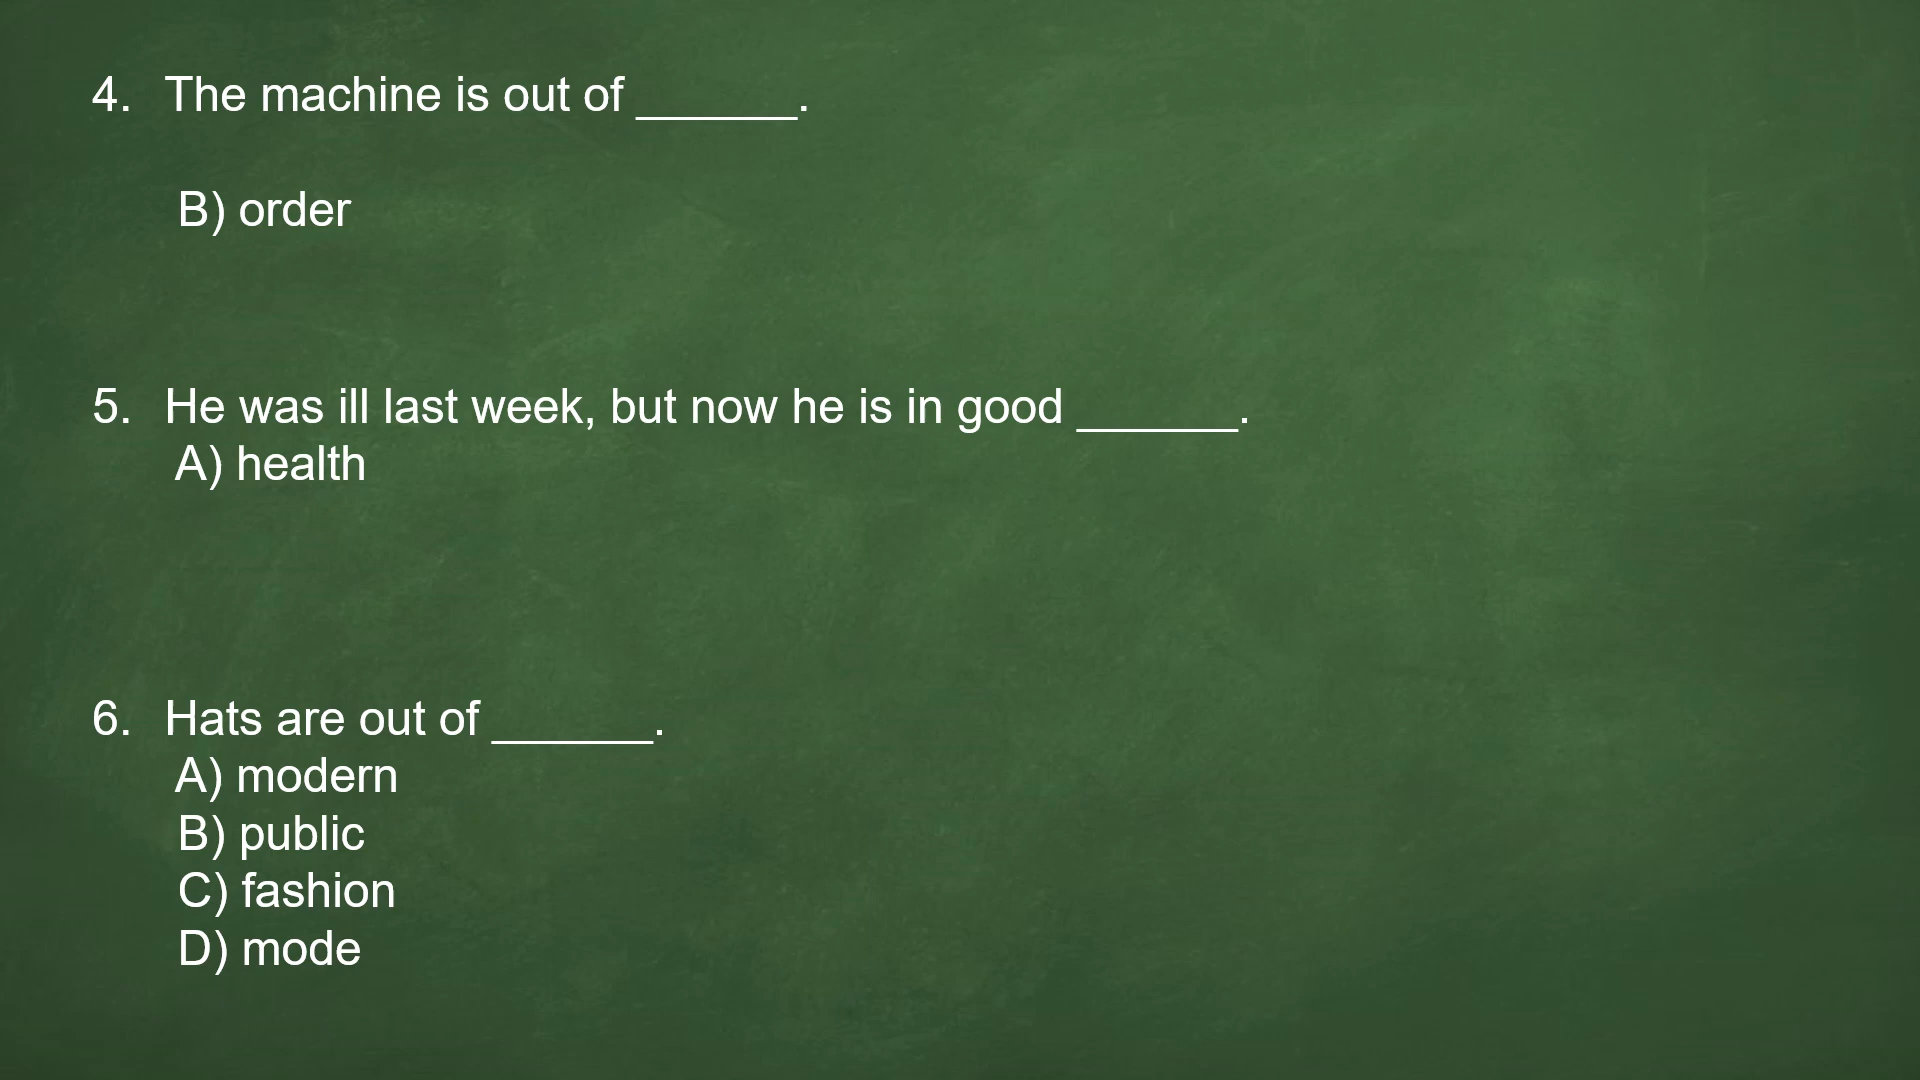 4. The machine is out of ______.
B) order
5. He was ill last week, but now he is in good ______.
A) health
6. Hats are out of ______.
A) modern
B) public
C) fashion
D) mode